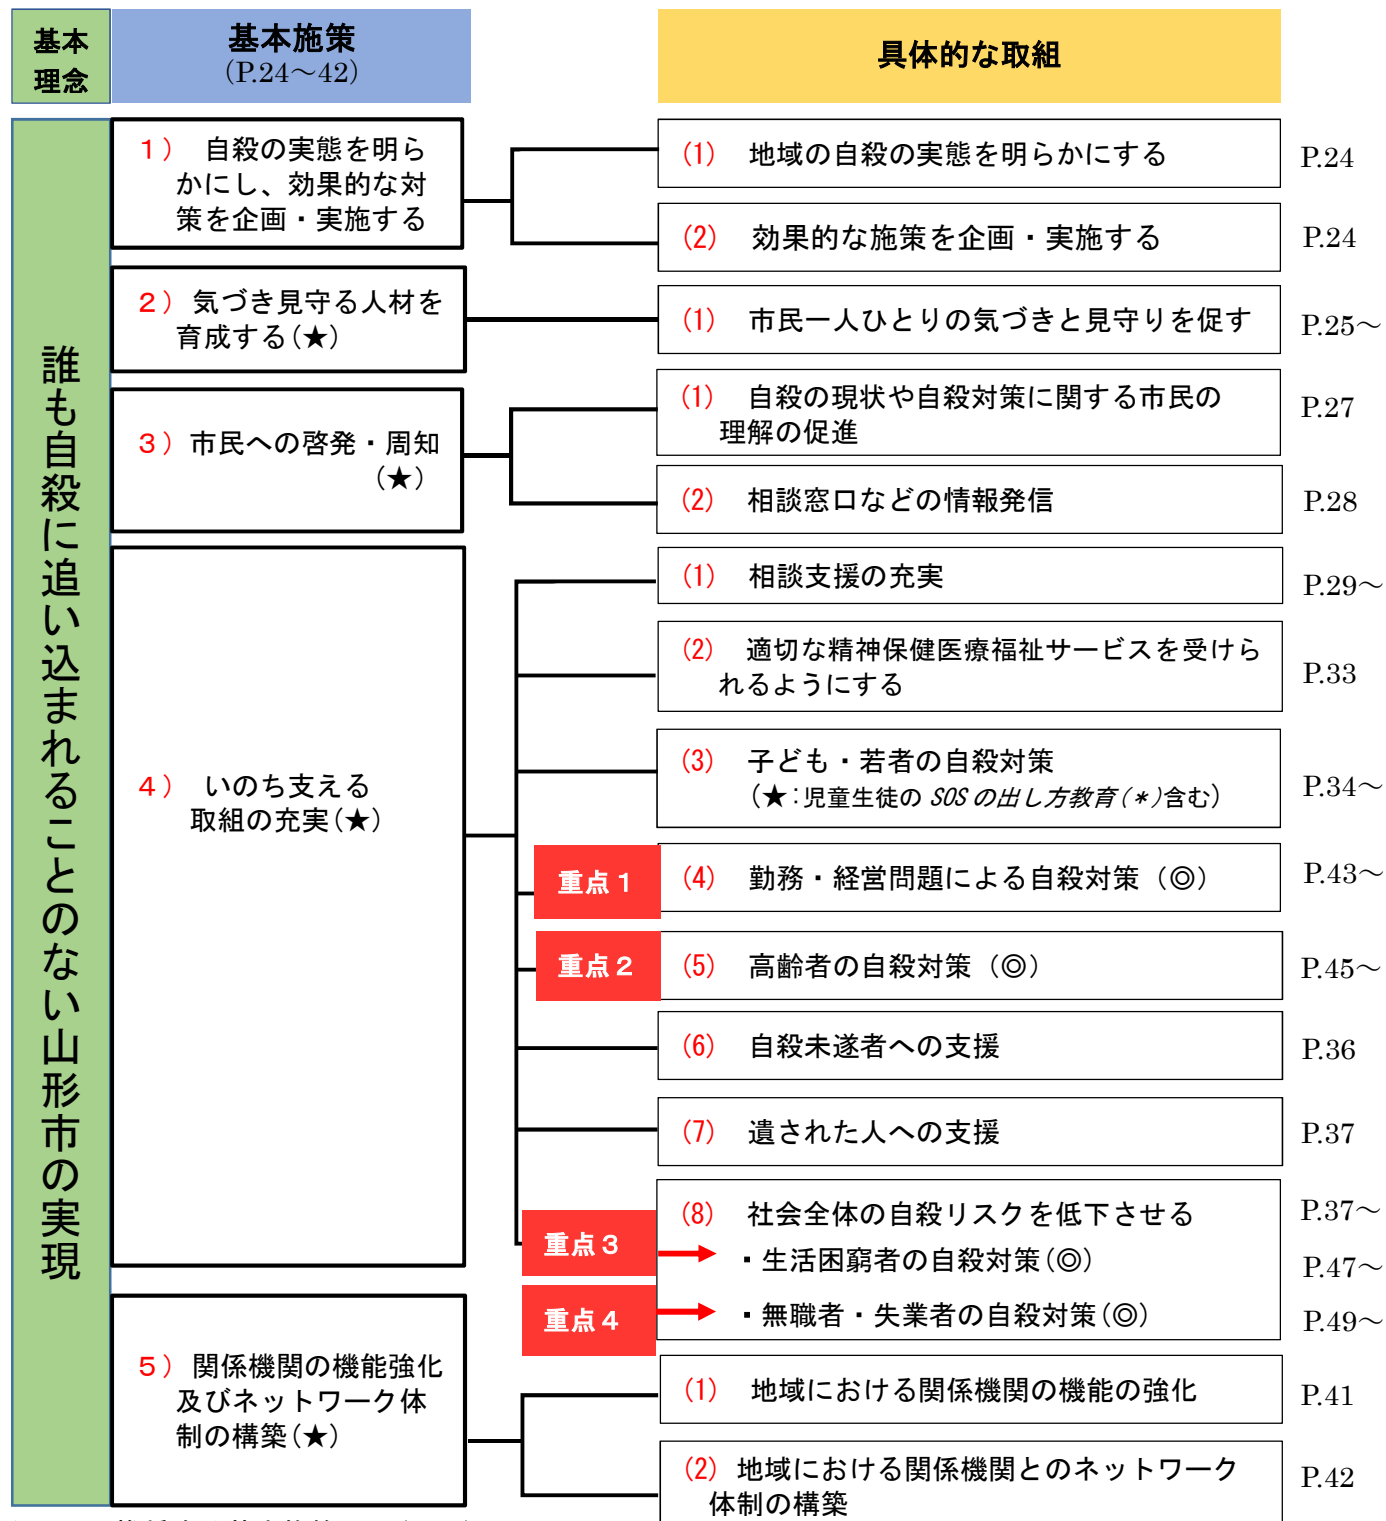 基本
理念
基本施策
(P.24～42)
具体的な取組
誰も自殺に追い込まれることのない山形市の実現
1） 自殺の実態を明ら
かにし、効果的な対
策を企画・実施する
(1) 地域の自殺の実態を明らかにする
P.24
(2) 効果的な施策を企画・実施する
P.24
2）気づき見守る人材を
育成する(★)
(1) 市民一人ひとりの気づきと見守りを促す
P.25～
3）市民への啓発・周知
(★)
(1) 自殺の現状や自殺対策に関する市民の
理解の促進
P.27
(2) 相談窓口などの情報発信
P.28
4） いのち支える
取組の充実(★)
(1) 相談支援の充実
P.29～
(2) 適切な精神保健医療福祉サービスを受けら
れるようにする
P.33
(3) 子ども・若者の自殺対策
(★:児童生徒の SOS の出し方教育(*)含む)
P.34～
重点1
(4) 勤務・経営問題による自殺対策 (◎)
P.43～
重点2
(5) 高齢者の自殺対策 (◎)
P.45～
(6) 自殺未遂者への支援
P.36
(7) 遺された人への支援
P.37
(8) 社会全体の自殺リスクを低下させる
P.37～
重点3
・生活困窮者の自殺対策(◎)
P.47～
重点4
・無職者・失業者の自殺対策(◎)
P.49～
5）関係機関の機能強化
及びネットワーク体
制の構築(★)
(1) 地域における関係機関の機能の強化
P.41
(2) 地域における関係機関とのネットワーク
体制の構築
P.42